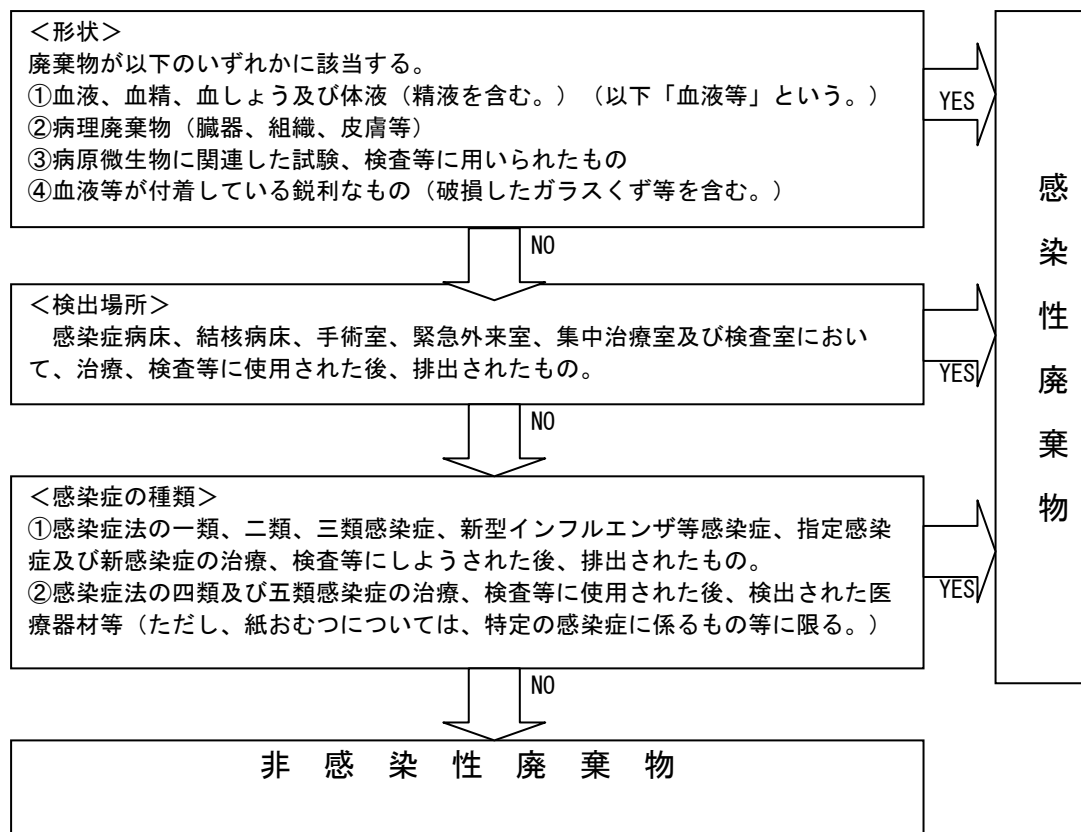 ＜形状＞
廃棄物が以下のいずれかに該当する。
①血液、血精、血しょう及び体液（精液を含む。）（以下「血液等」という。）
②病理廃棄物（臓器、組織、皮膚等）
③病原微生物に関連した試験、検査等に用いられたもの
④血液等が付着している鋭利なもの（破損したガラスくず等を含む。）
YES
NO
＜検出場所＞
　感染症病床、結核病床、手術室、緊急外来室、集中治療室及び検査室におい
て、治療、検査等に使用された後、排出されたもの。
YES
NO
＜感染症の種類＞
①感染症法の一類、二類、三類感染症、新型インフルエンザ等感染症、指定感染
症及び新感染症の治療、検査等にしようされた後、排出されたもの。
②感染症法の四類及び五類感染症の治療、検査等に使用された後、検出された医
療器材等（ただし、紙おむつについては、特定の感染症に係るもの等に限る。）
YES
NO
非感染性廃棄物
感染性廃棄物